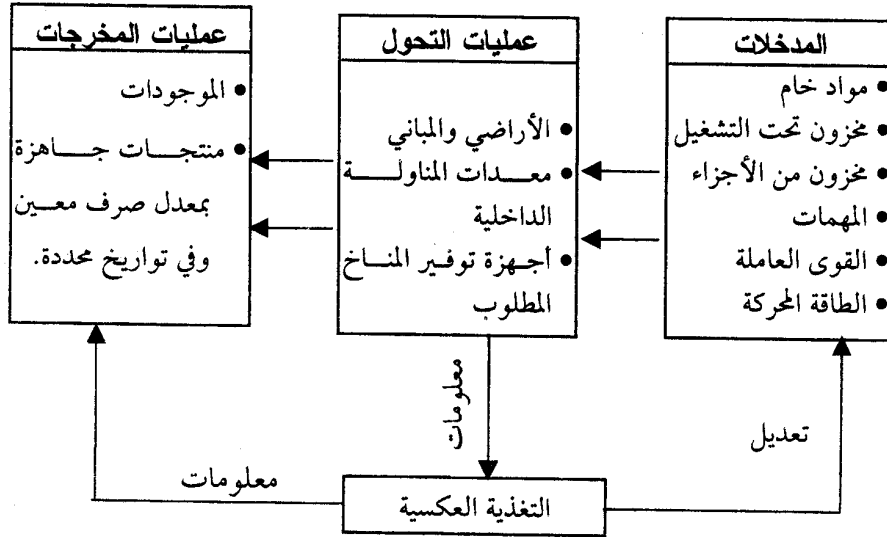 المدخلات
• مواد خام
• مخزون تحت التشغيل
• مخزون من الأجزاء
• المهمات
• القوى العاملة
• الطاقة المحركة
عمليات التحول
• الأراضي والمباني
• معدات المناولة
الداخلية
• أجهزة توفير المناخ
المطلوب
عمليات المخرجات
• الموجودات
• منتجات جاهزة
بمعدل صرف معين
وفي تواريخ محددة.
معلومات
تعديل
معلومات
التغذية العكسية